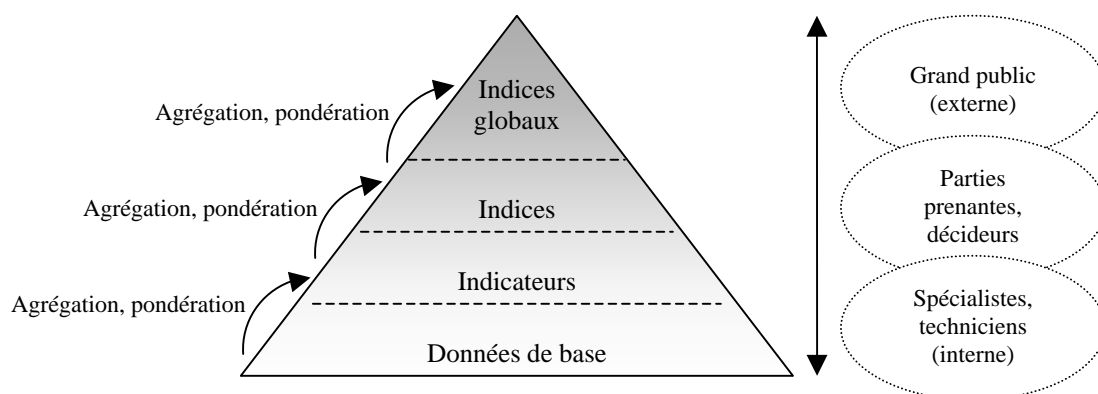 Indices
globaux
Agrégation, pondération
Agrégation, pondération
Indices
Agrégation, pondération
Indicateurs
Données de base
Grand public
(externe)
Parties
prenantes,
décideurs
Spécialistes,
techniciens
(interne)